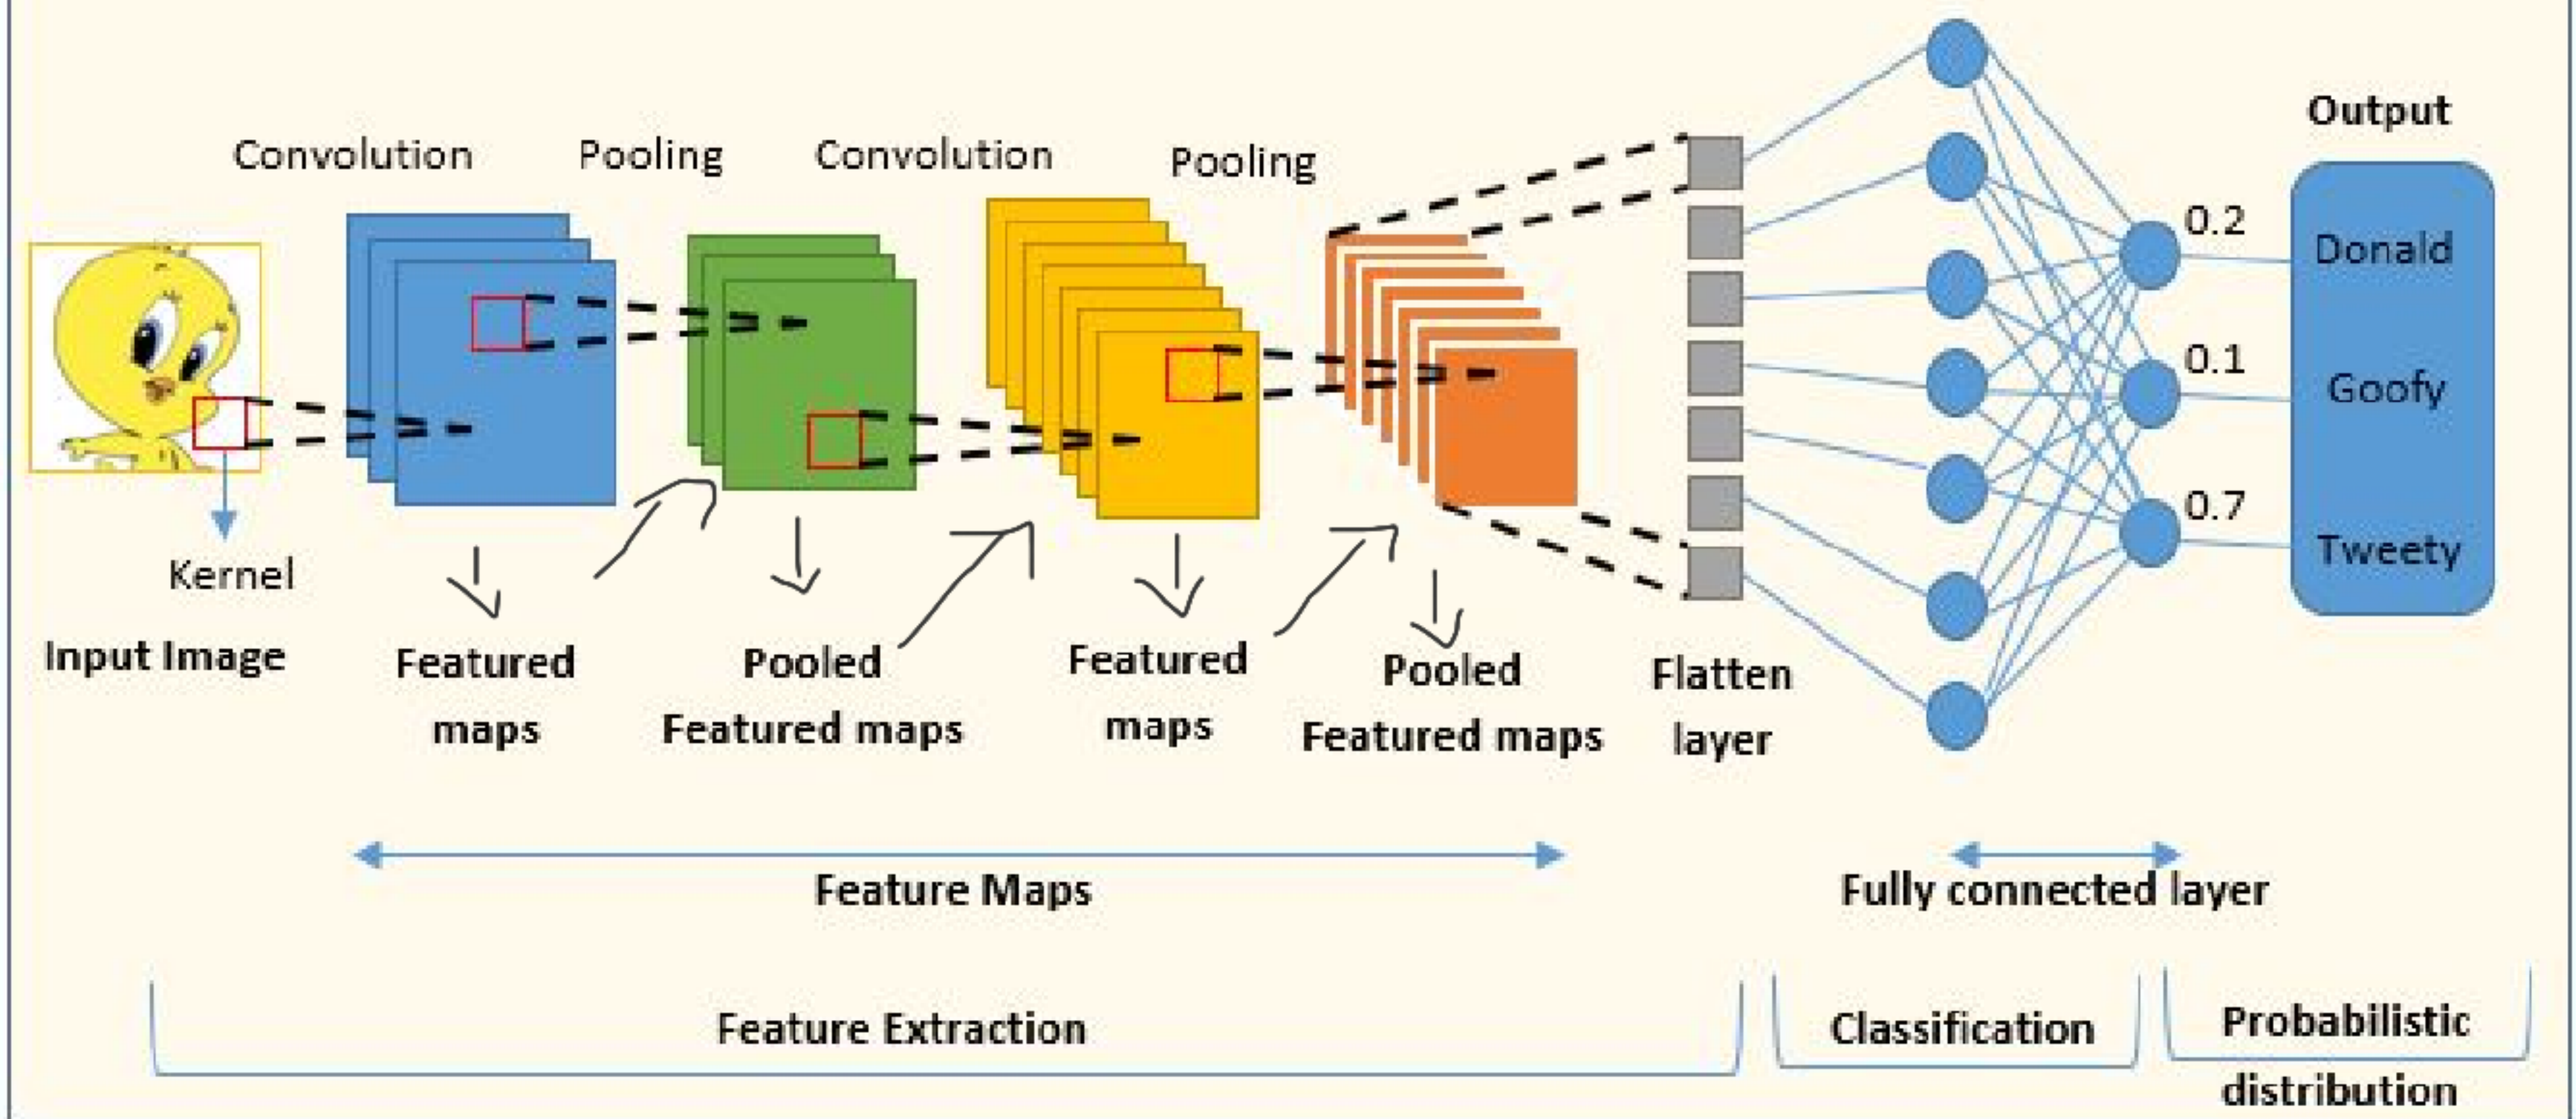 Convolution
Pooling
Convolution
Pooling
Output
0.2
Donald
0.1
Goofy
0.7
Tweety
Kernel
Input Image
Featured
maps
Pooled
Featured maps
Featured
maps
Pooled
Featured maps
Flatten
layer
Feature Maps
Fully connected layer
Feature Extraction
Classification
Probabilistic
distribution